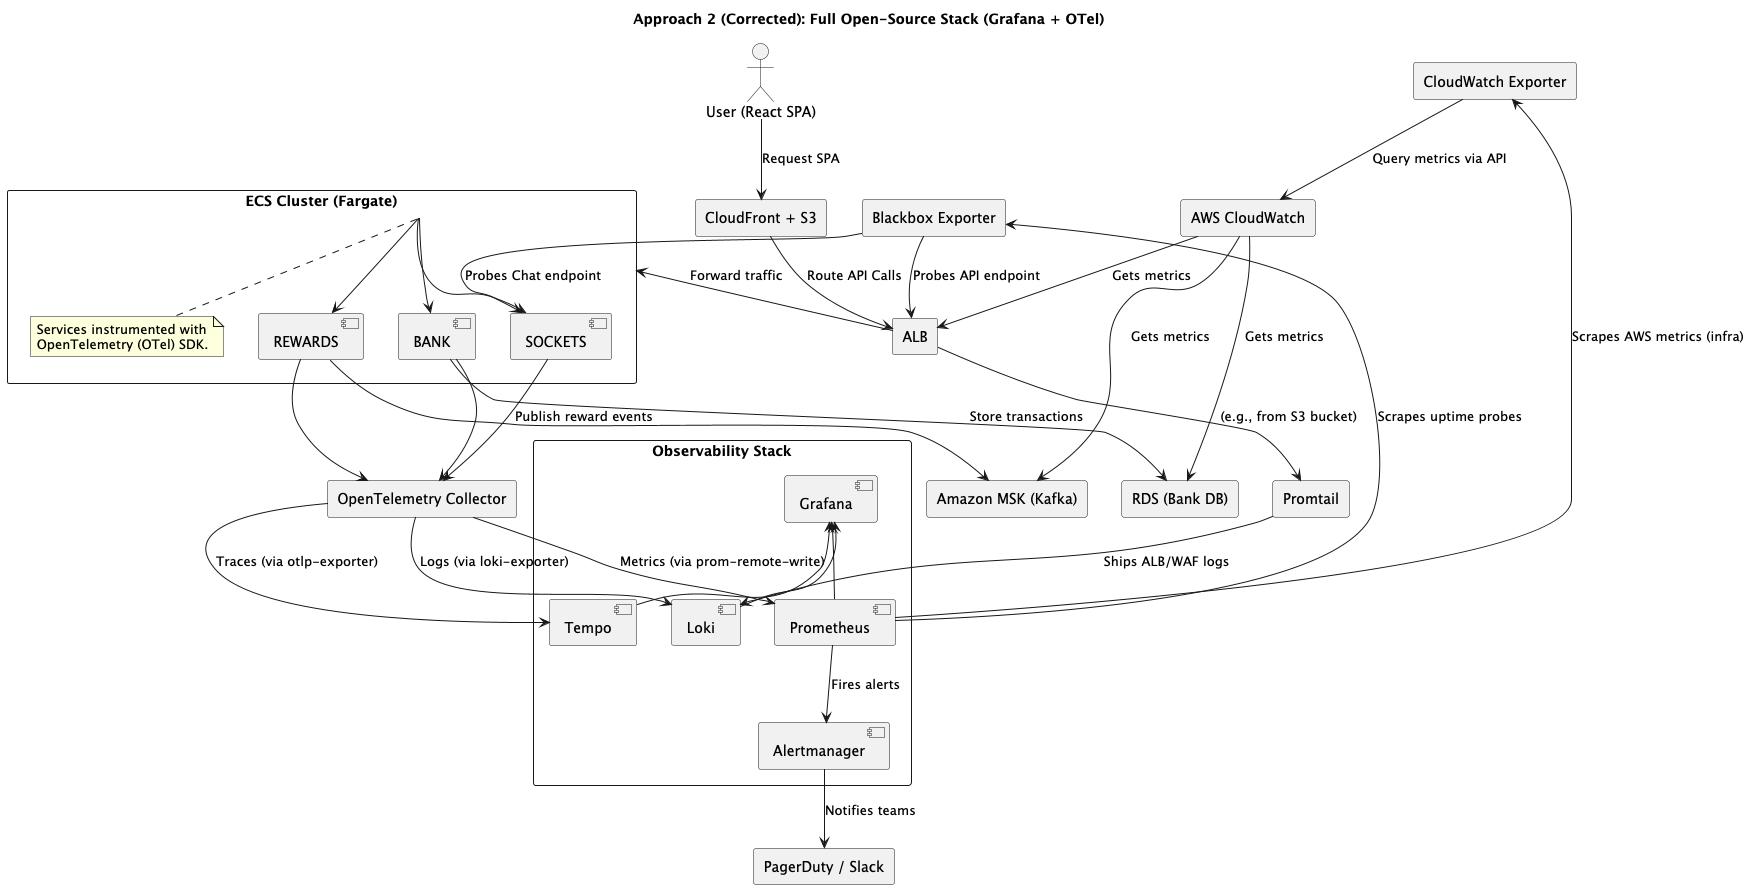 Approach 2 (Corrected): Full Open-Source Stack (Grafana + OTel)
CloudWatch Exporter
User (React SPA)
Request SPA
Query metrics via API
ECS Cluster (Fargate)
CloudFront + S3
Blackbox Exporter
AWS CloudWatch
Probes Chat endpoint
Forward traffic
Route API Calls
Probes API endpoint
Gets metrics
Services instrumented with
OpenTelemetry (OTel) SDK.
REWARDS
BANK
SOCKETS
ALB
Gets metrics
Gets metrics
Scrapes AWS metrics (infra)
Publish reward events
Store transactions
(e.g., from S3 bucket)
Scrapes uptime probes
Observability Stack
OpenTelemetry Collector
Grafana
Amazon MSK (Kafka)
RDS (Bank DB)
Promtail
Traces (via otlp-exporter)
Logs (via loki-exporter)
Metrics (via prom-remote-write)
Ships ALB/WAF logs
Tempo
Loki
Prometheus
Fires alerts
Alertmanager
Notifies teams
PagerDuty / Slack